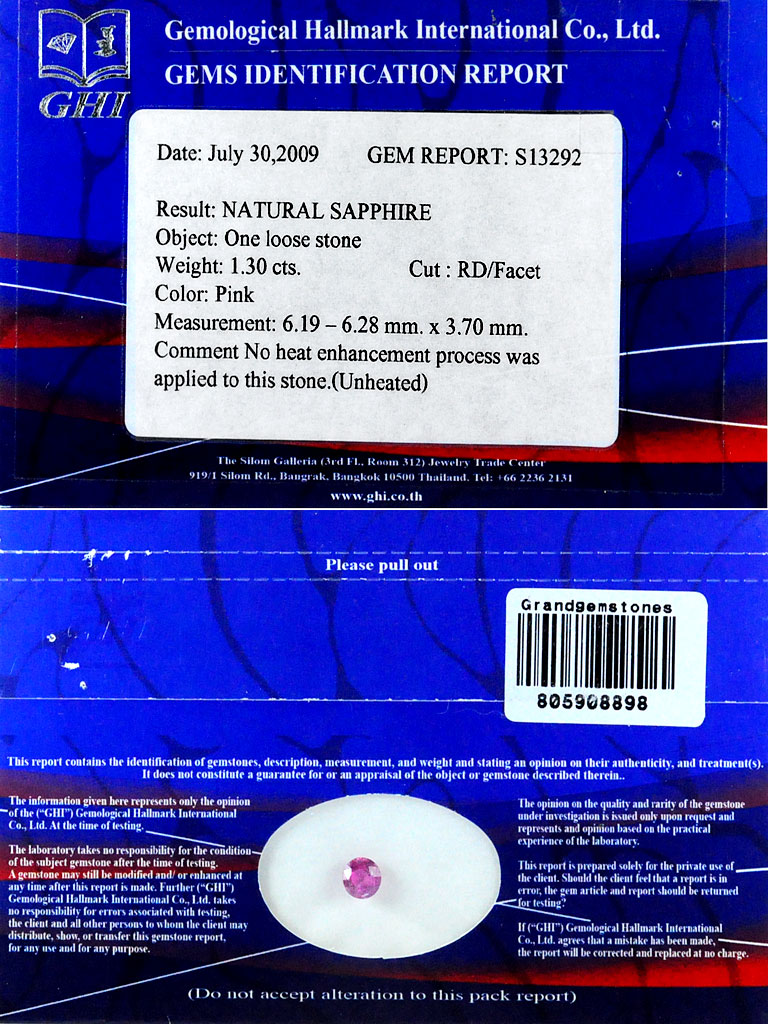 Gemological Hallmark International Co., Ltd.
GEMS IDENTIFICATION REPORT
GHI
Date: July 30,2009 GEM REPORT: S13292
Result: NATURAL SAPPHIRE
Object: One loose stone
Weight: 1.30 cts. Cut : RD/Facet
Color: Pink
Measurement: 6.19 – 6.28 mm. x 3.70 mm.
Comment No heat enhancement process was
applied to this stone.(Unheated)
The Silom Galleria (3rd Fl., Room 312) Jewelry Trade Center
919/1 Silom Rd., Bangrak, Bangkok 10500 Thailand. Tel: +66 2236 2131
www.ghi.co.th
Please pull out
Grandgemstones
805908898
This report contains the identification of gemstones, description, measurement, and weight and stating an opinion on their authenticity, and treatment(s).
It does not constitute a guarantee for or an appraisal of the object or gemstone described therein..
The information given here represents only the opinion
of the ("GHI") Gemological Hallmark International
Co., Ltd. At the time of testing.
The laboratory takes no responsibility for the condition
of the subject gemstone after the time of testing.
A gemstone may still be modified and/ or enhanced at
any time after this report is made. Further ("GHI")
Gemological Hallmark International Co., Ltd. takes
no responsibility for errors associated with testing,
the client and all other persons to whom the client may
distribute, show, or transfer this gemstone report,
for any use and for any purpose.
The opinion on the quality and rarity of the gemstone
under investigation is issued only upon request and
represents and opinion based on the practical
experience of the laboratory.
This report is prepared solely for the private use of
the client. Should the client feel that a report is in
error, the gem article and report should be returned
for testing?
If ("GHI") Gemological Hallmark International
Co., Ltd. agrees that a mistake has been made,
the report will be corrected and replaced at no charge.
(Do not accept alteration to this pack report)